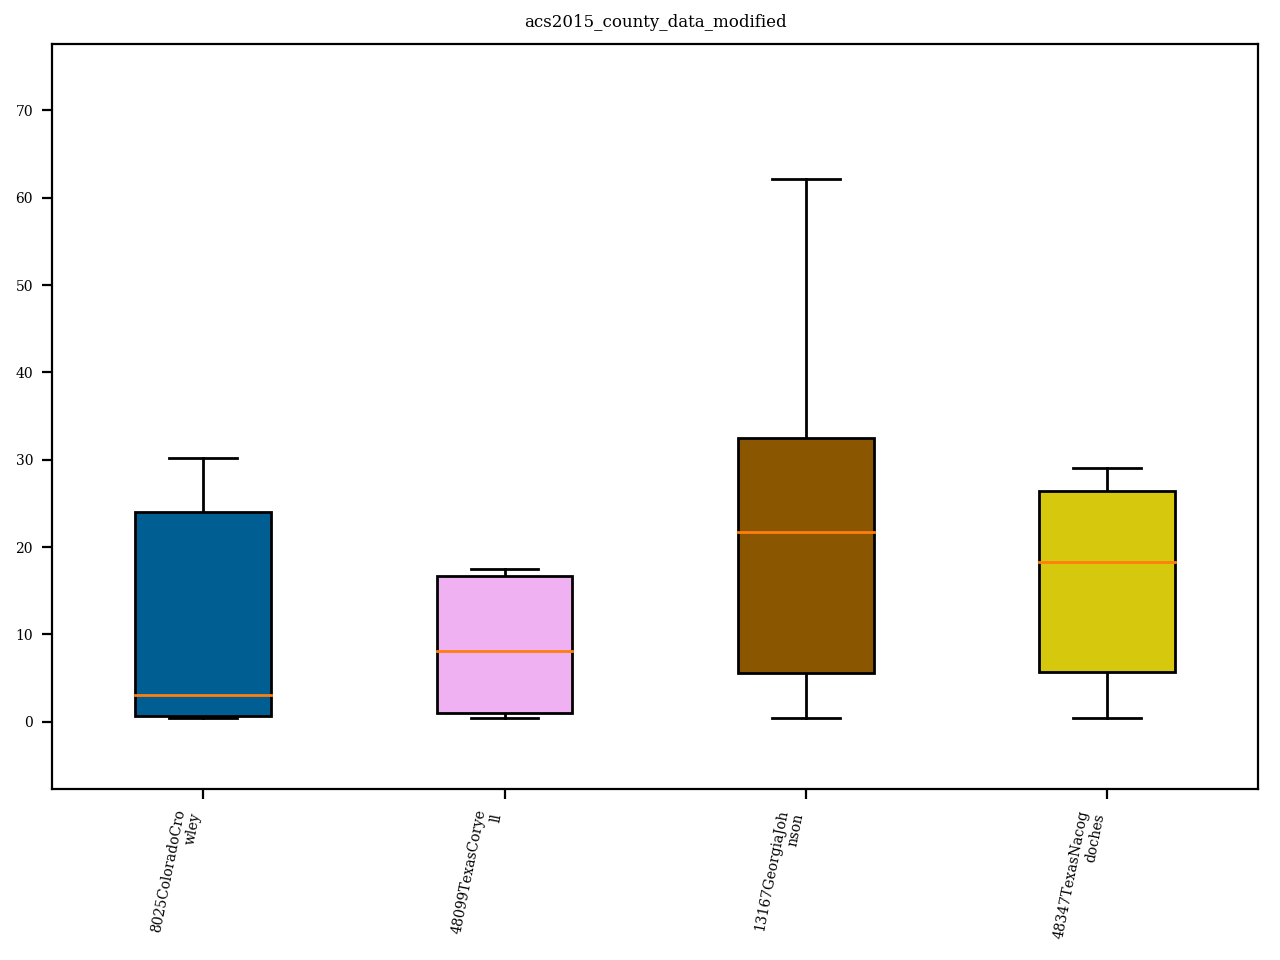 acs2015_county_data_modified
70
60
50
40
30
20
10
0
8025ColoradoCro
wley
48099TexasCorye
ll
13167GeorgiaJoh
nson
48347TexasNacog
doches